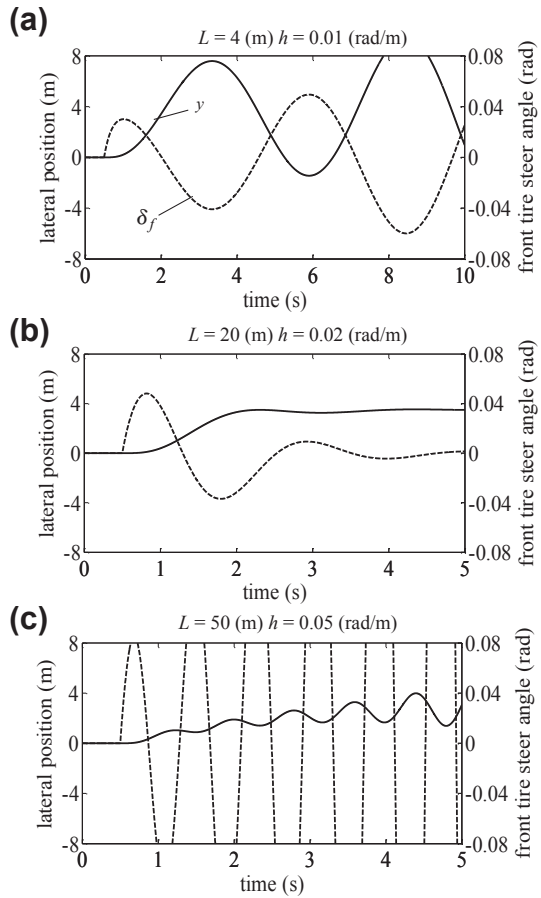 (a)
L = 4 (m) h = 0.01 (rad/m)
lateral position (m)
8
4
0
-4
-8
y
δf
0.08
0.04
0
-0.04
-0.08
front tire steer angle (rad)
0 2 4 6 8 10
time (s)
(b)
L = 20 (m) h = 0.02 (rad/m)
lateral position (m)
8
4
0
-4
-8
0.08
0.04
0
-0.04
-0.08
front tire steer angle (rad)
0 1 2 3 4 5
time (s)
(c)
L = 50 (m) h = 0.05 (rad/m)
lateral position (m)
8
4
0
-4
-8
0.08
0.04
0
-0.04
-0.08
front tire steer angle (rad)
0 1 2 3 4 5
time (s)